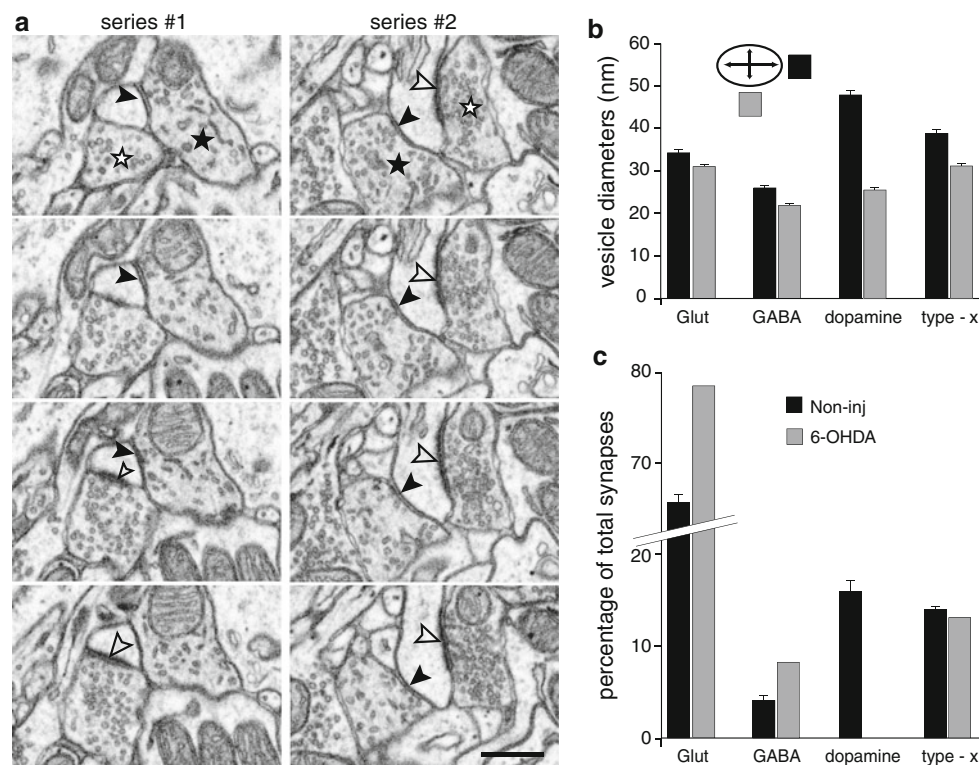 a
series #1
series #2
b
vesicle diameters (nm)
60
50
40
30
20
10
0
Glut
GABA
dopamine
type - x
c
percentage of total synapses
80
70
20
10
0
Non-inj
6-OHDA
Glut
GABA
dopamine
type - x